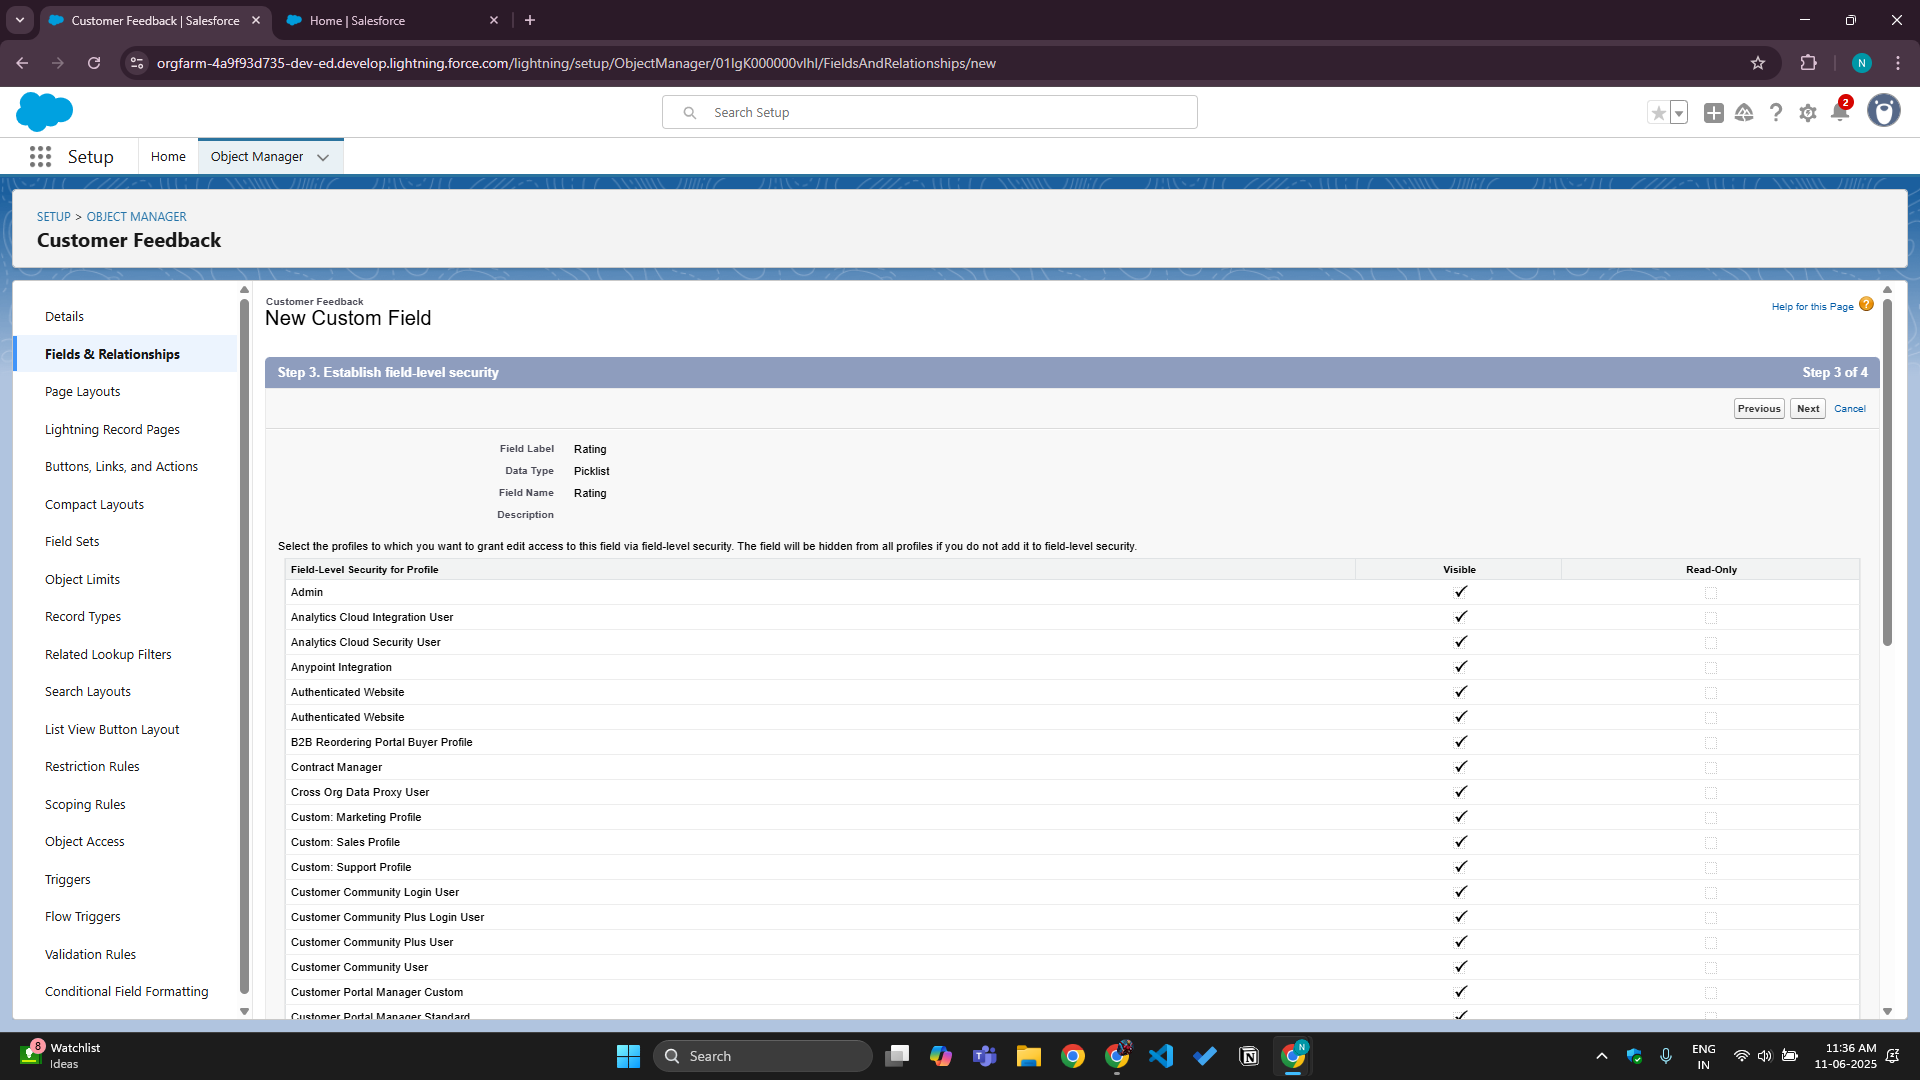 Customer Feedback | Salesforce
Home | Salesforce
orgfarm-4a9f93d735-dev-ed.develop.lightning.force.com/lightning/setup/ObjectManager/01IgK000000vlhl/FieldsAndRelationships/new
N
Search Setup
2
Setup
Home
Object Manager
SETUP > OBJECT MANAGER
Customer Feedback
Details
Fields & Relationships
Page Layouts
Lightning Record Pages
Buttons, Links, and Actions
Compact Layouts
Field Sets
Object Limits
Record Types
Related Lookup Filters
Search Layouts
List View Button Layout
Restriction Rules
Scoping Rules
Object Access
Triggers
Flow Triggers
Validation Rules
Conditional Field Formatting
Customer Feedback
New Custom Field
Help for this Page ?
Step 3. Establish field-level security Step 3 of 4
Previous Next Cancel
Field Label Rating
Data Type Picklist
Field Name Rating
Description
Select the profiles to which you want to grant edit access to this field via field-level security. The field will be hidden from all profiles if you do not add it to field-level security.
Field-Level Security for Profile Visible Read-Only
Admin
Analytics Cloud Integration User
Analytics Cloud Security User
Anypoint Integration
Authenticated Website
Authenticated Website
B2B Reordering Portal Buyer Profile
Contract Manager
Cross Org Data Proxy User
Custom: Marketing Profile
Custom: Sales Profile
Custom: Support Profile
Customer Community Login User
Customer Community Plus Login User
Customer Community Plus User
Customer Community User
Customer Portal Manager Custom
Customer Portal Manager Standard
8
Watchlist
Ideas
Search
N
ENG
IN
11:36 AM
11-06-2025